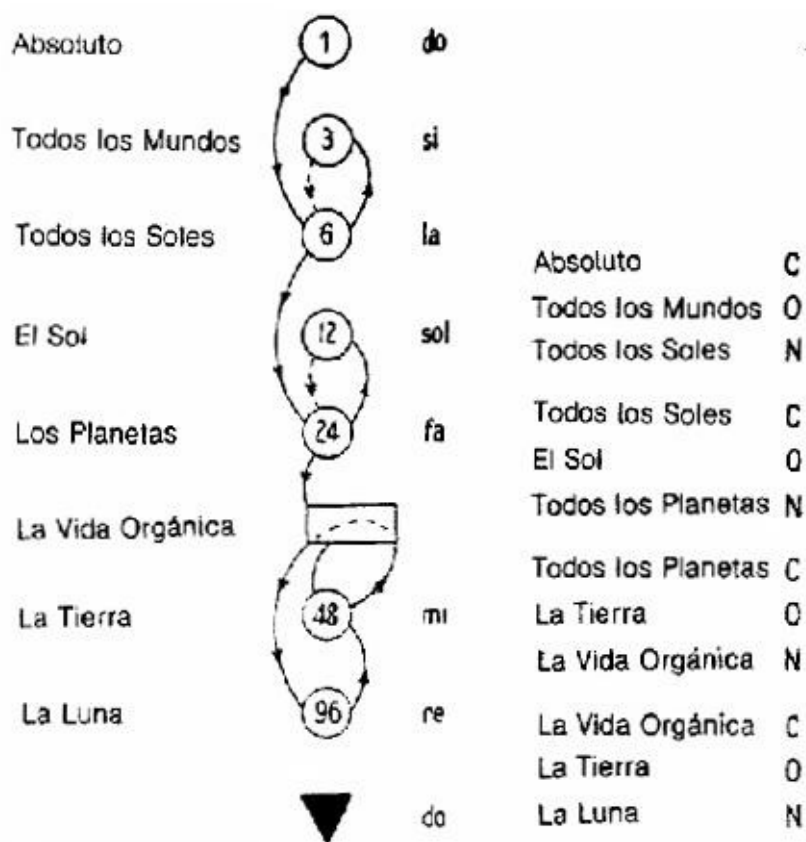 Absoluto 1 do
Todos los Mundos 3 si
Todos los Soles 6 la
El Sol 12 sol
Los Planetas 24 fa
La Vida Orgánica
La Tierra 48 mi
La Luna 96 re
do
Absoluto C
Todos los Mundos O
Todos los Soles N
Todos los Soles C
El Sol O
Todos los Planetas N
Todos los Planetas C
La Tierra O
La Vida Orgánica N
La Vida Orgánica C
La Tierra O
La Luna N